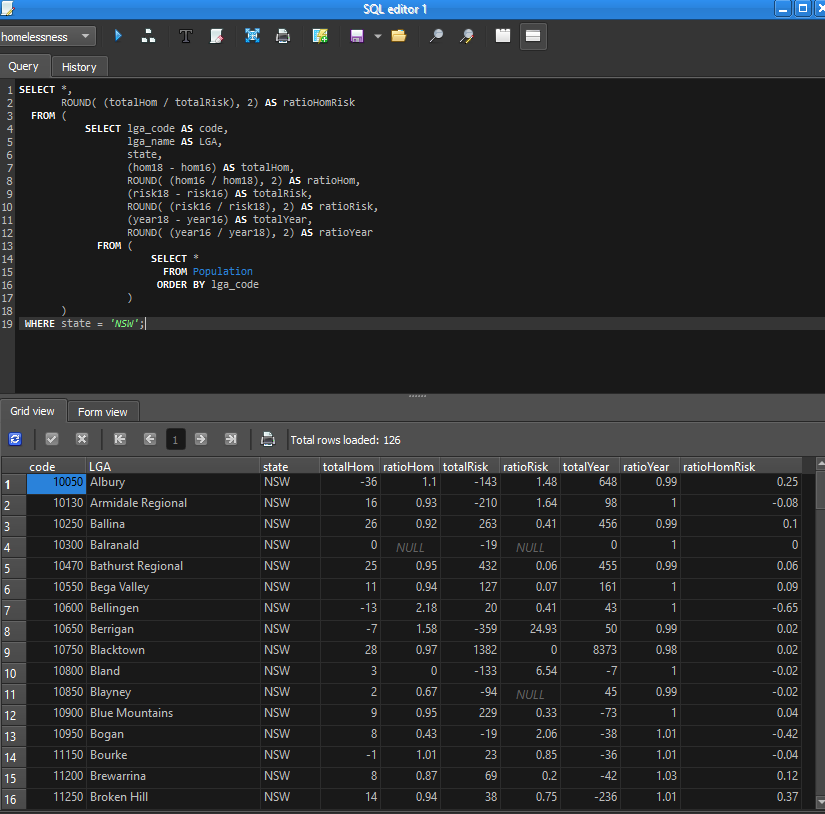 SQL editor 1
homelessness
Query History
1 SELECT *,
2 ROUND( (totalHom / totalRisk), 2) AS ratioHomRisk
3 FROM (
4 SELECT lga_code AS code,
5 lga_name AS LGA,
6 state,
7 (hom18 - hom16) AS totalHom,
8 ROUND( (hom16 / hom18), 2) AS ratioHom,
9 (risk18 - risk16) AS totalRisk,
10 ROUND( (risk16 / risk18), 2) AS ratioRisk,
11 (year18 - year16) AS totalYear,
12 ROUND( (year16 / year18), 2) AS ratioYear
13 FROM (
14 SELECT *
15 FROM Population
16 ORDER BY lga_code
17 )
18 )
19 WHERE state = 'NSW';
Grid view Form view
1 Total rows loaded: 126
code LGA state totalHom ratioHom totalRisk ratioRisk totalYear ratioYear ratioHomRisk
1 10050 Albury NSW -36 1.1 -143 1.48 648 0.99 0.25
2 10130 Armidale Regional NSW 16 0.93 -210 1.64 98 1 -0.08
3 10250 Ballina NSW 26 0.92 263 0.41 456 0.99 0.1
4 10300 Balranald NSW 0 NULL -19 NULL 0 1 0
5 10470 Bathurst Regional NSW 25 0.95 432 0.06 455 0.99 0.06
6 10550 Bega Valley NSW 11 0.94 127 0.07 161 1 0.09
7 10600 Bellingen NSW -13 2.18 20 0.41 43 1 -0.65
8 10650 Berrigan NSW -7 1.58 -359 24.93 50 0.99 0.02
9 10750 Blacktown NSW 28 0.97 1382 0 8373 0.98 0.02
10 10800 Bland NSW 3 0 -133 6.54 -7 1 -0.02
11 10850 Blayney NSW 2 0.67 -94 NULL 45 0.99 -0.02
12 10900 Blue Mountains NSW 9 0.95 229 0.33 -73 1 0.04
13 10950 Bogan NSW 8 0.43 -19 2.06 -38 1.01 -0.42
14 11150 Bourke NSW -1 1.01 23 0.85 -36 1.01 -0.04
15 11200 Brewarrina NSW 8 0.87 69 0.2 -42 1.03 0.12
16 11250 Broken Hill NSW 14 0.94 38 0.75 -236 1.01 0.37